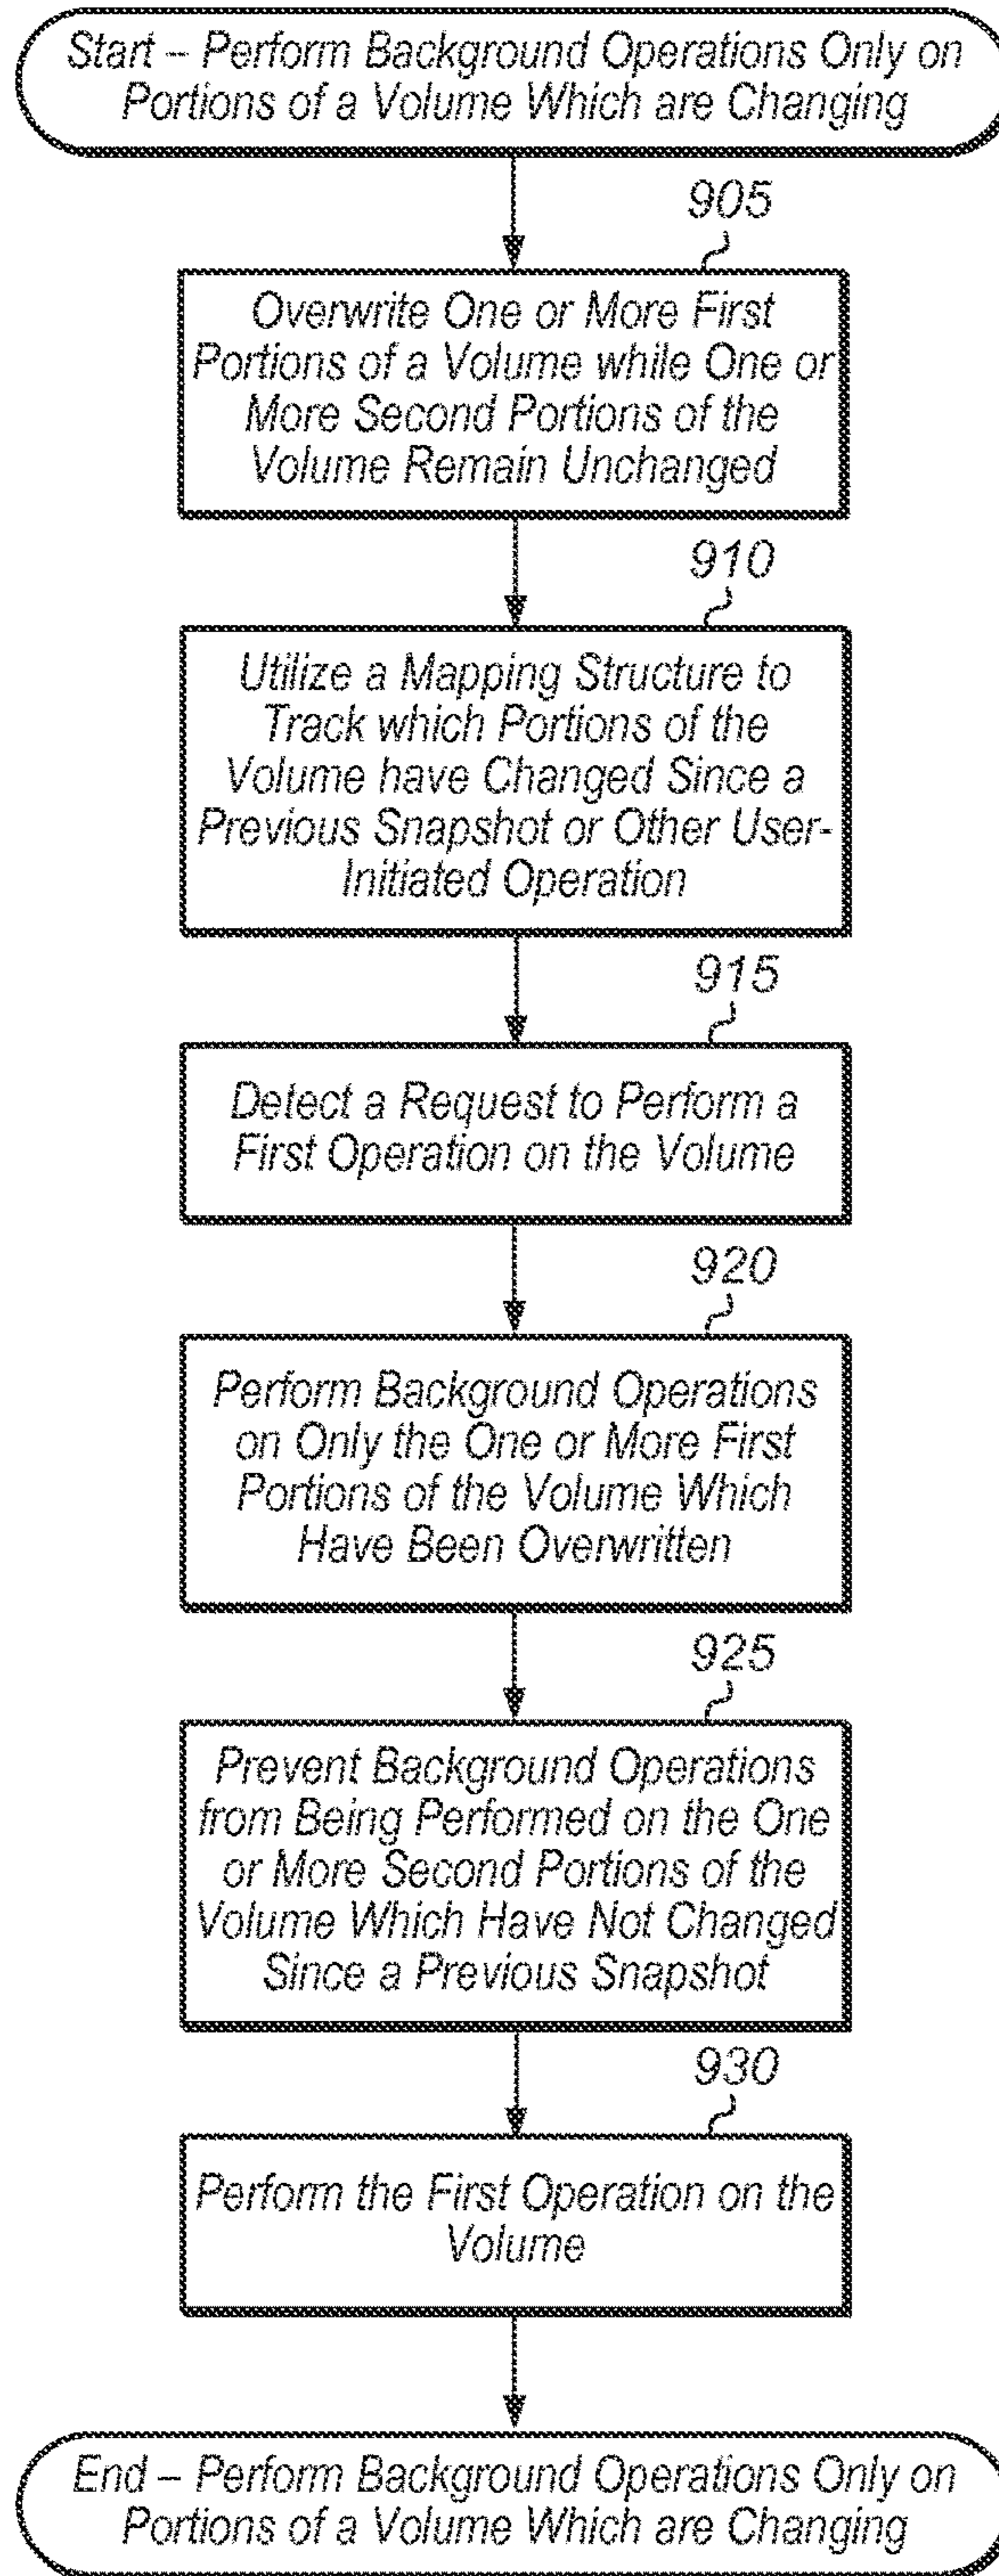 Start – Perform Background Operations Only on
Portions of a Volume Which are Changing
905
Overwrite One or More First
Portions of a Volume while One or
More Second Portions of the
Volume Remain Unchanged
910
Utilize a Mapping Structure to
Track which Portions of the
Volume have Changed Since a
Previous Snapshot or Other User-
Initiated Operation
915
Detect a Request to Perform a
First Operation on the Volume
920
Perform Background Operations
on Only the One or More First
Portions of the Volume Which
Have Been Overwritten
925
Prevent Background Operations
from Being Performed on the One
or More Second Portions of the
Volume Which Have Not Changed
Since a Previous Snapshot
930
Perform the First Operation on the
Volume
End – Perform Background Operations Only on
Portions of a Volume Which are Changing